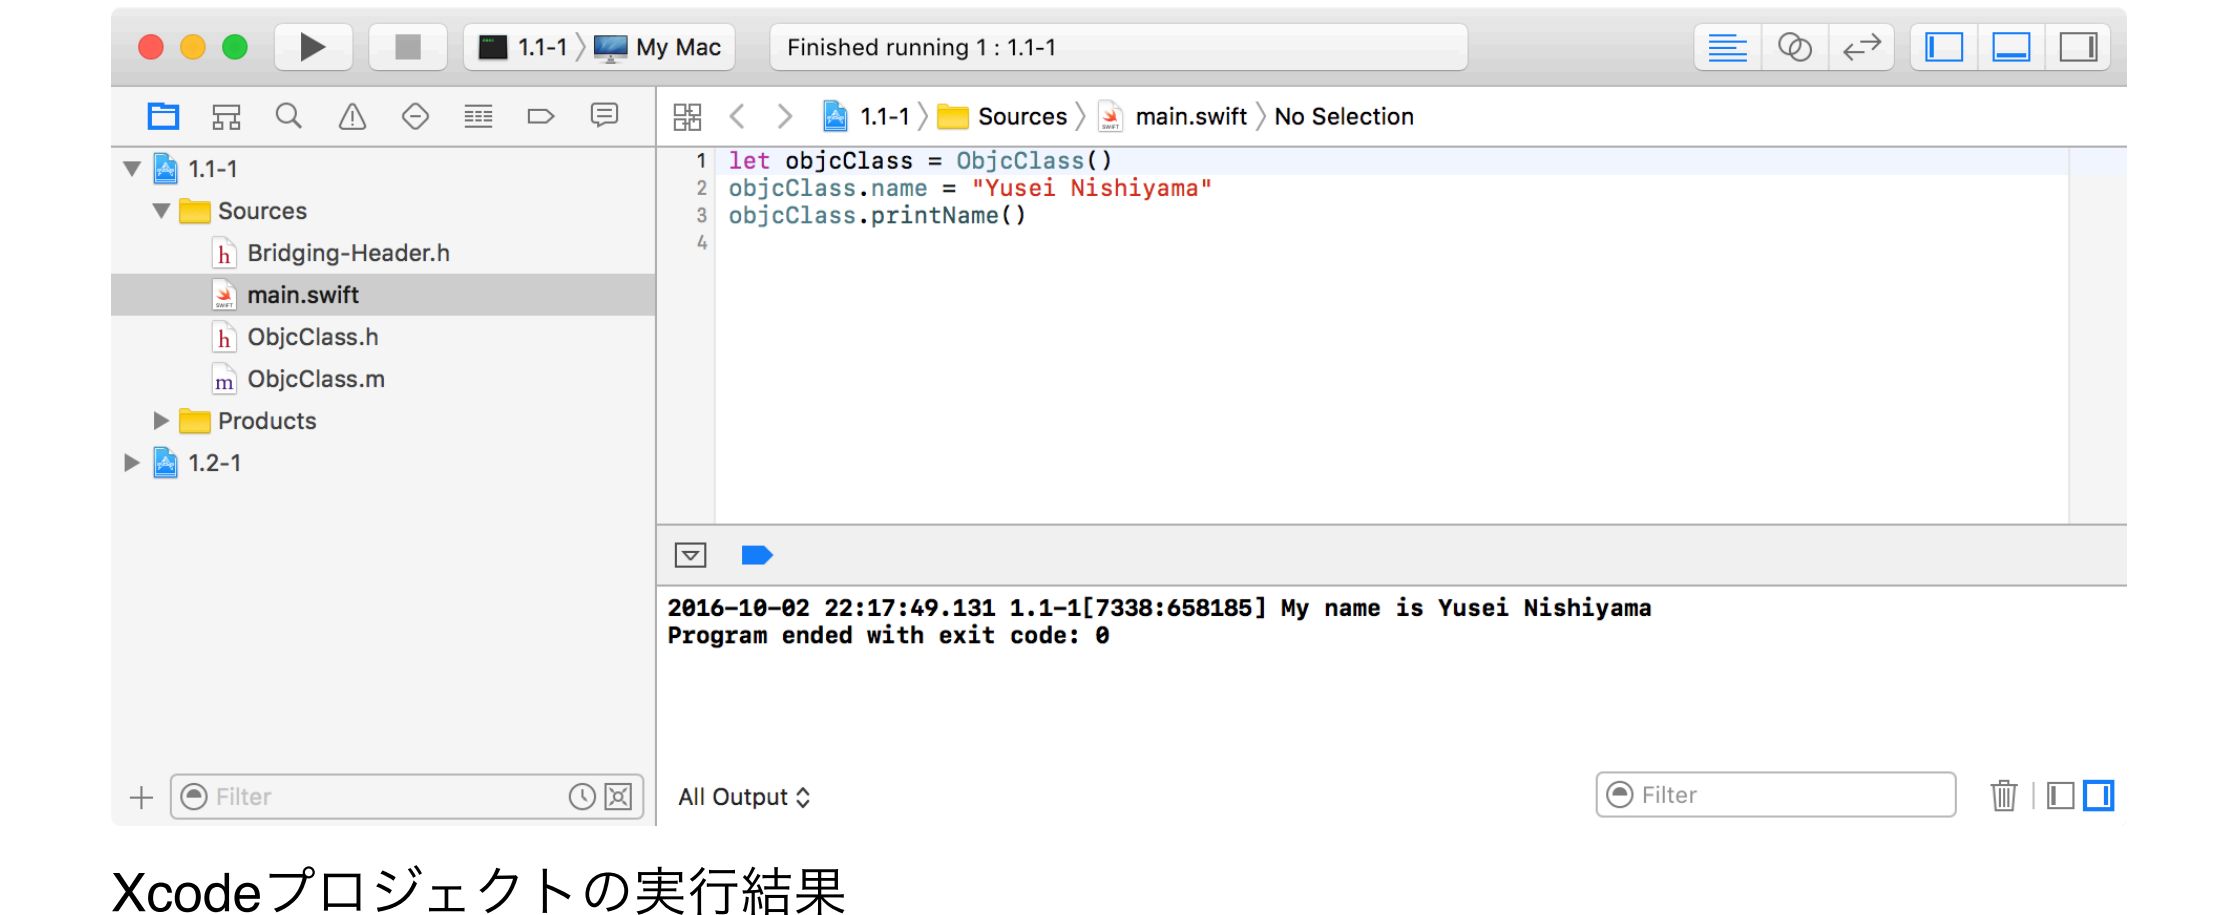 1.1-1 My Mac Finished running 1 : 1.1-1
1.1-1 Sources main.swift No Selection
1.1-1
Sources
h Bridging-Header.h
SWIFT main.swift
h ObjcClass.h
m ObjcClass.m
Products
1.2-1
Filter
1 let objcClass = ObjcClass()
2 objcClass.name = "Yusei Nishiyama"
3 objcClass.printName()
4
2016-10-02 22:17:49.131 1.1-1[7338:658185] My name is Yusei Nishiyama
Program ended with exit code: 0
All Output Filter
Xcodeプロジェクトの実行結果